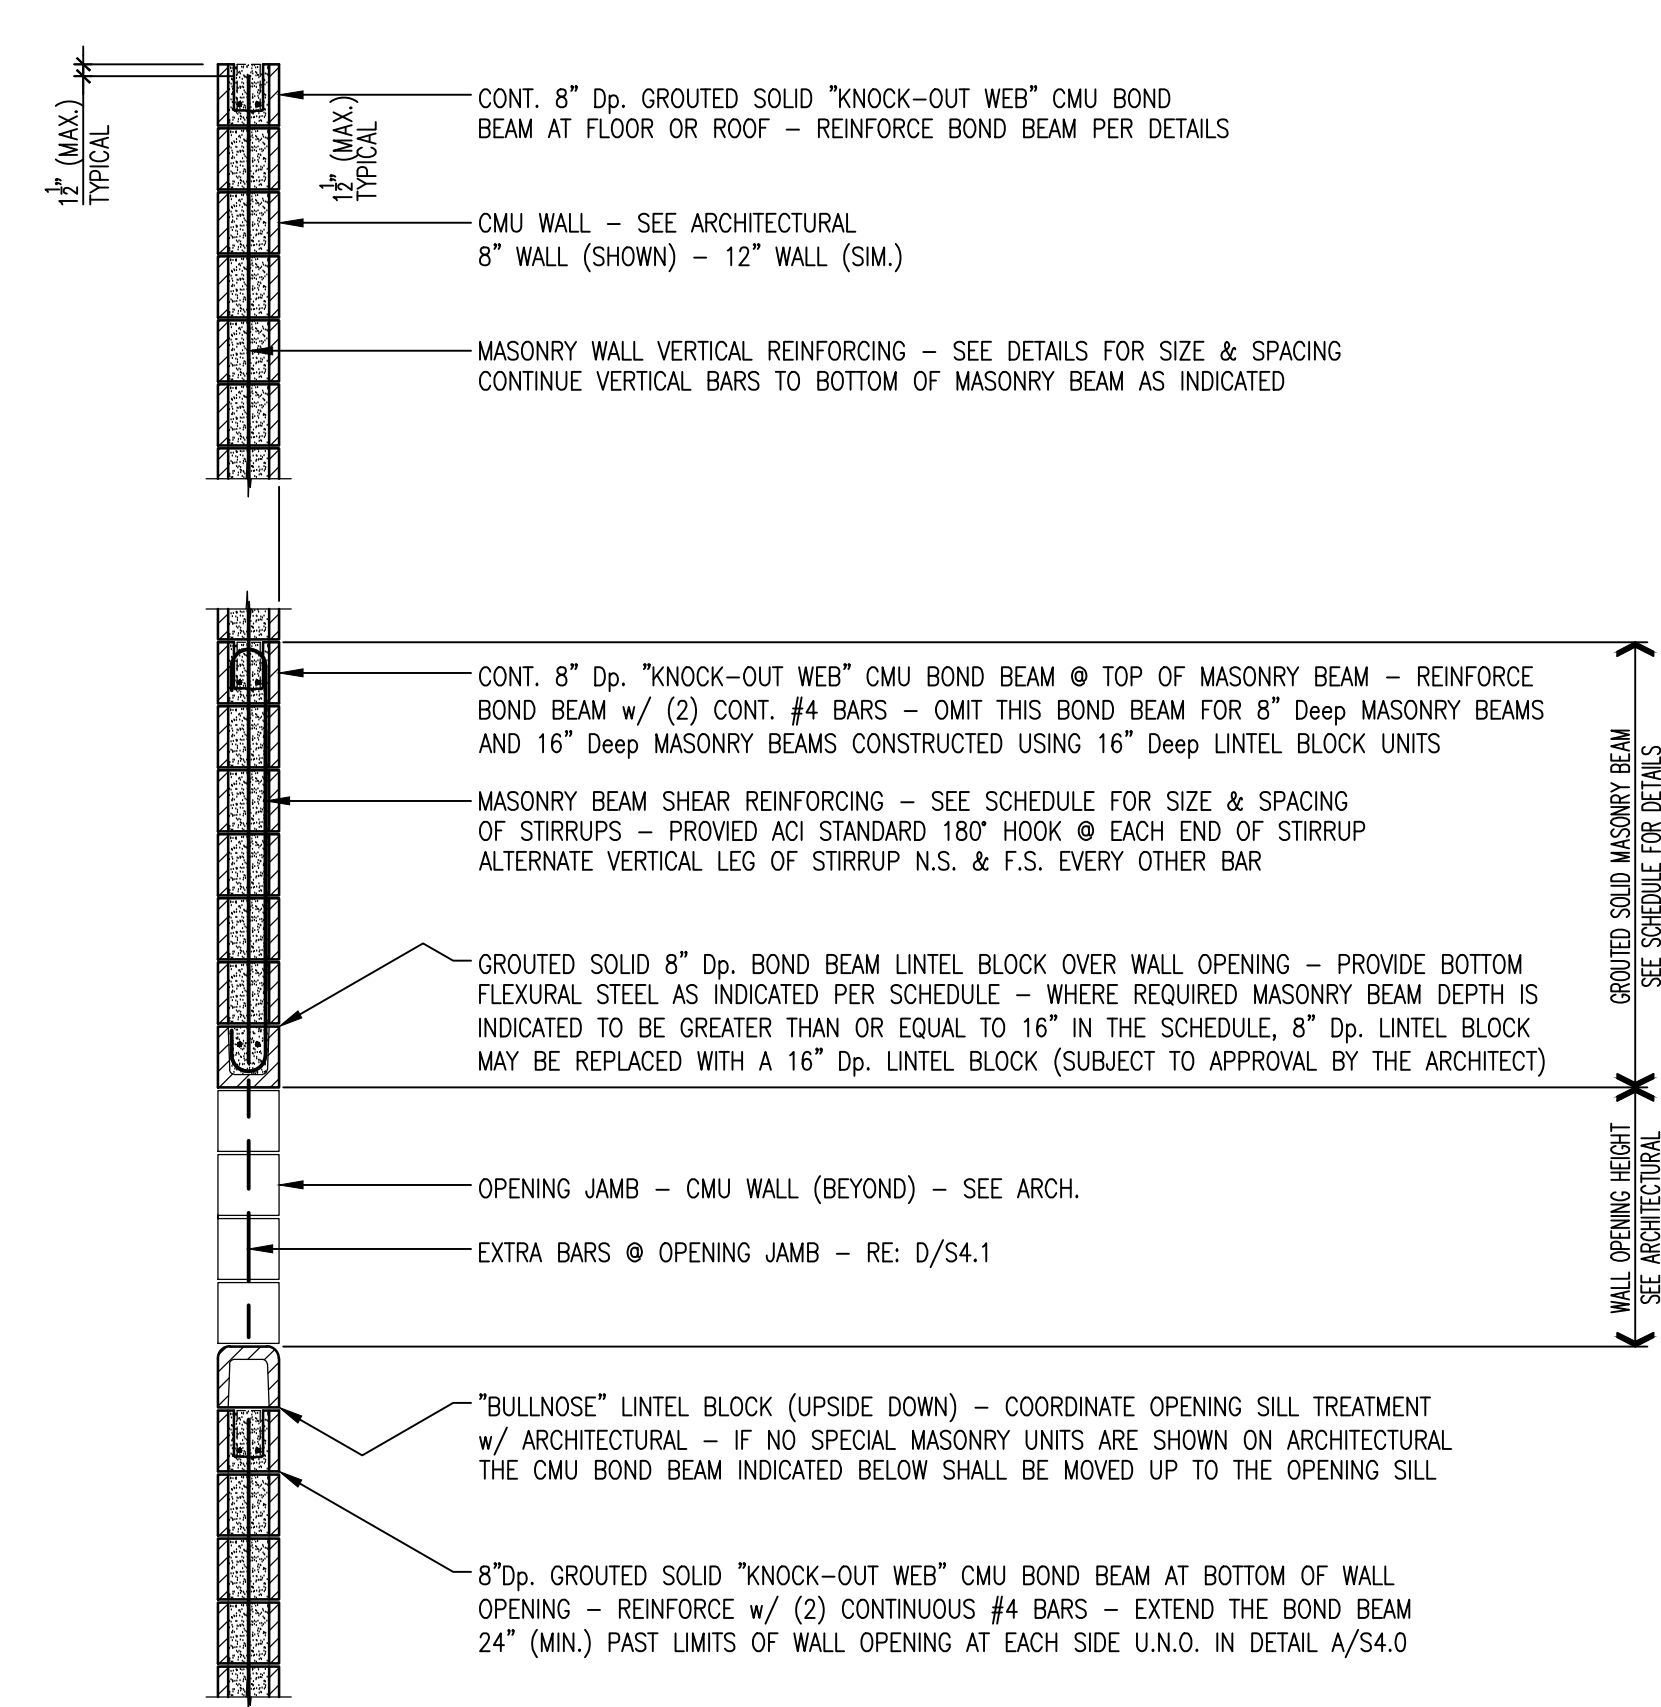 1 1/2" (MAX.)
TYPICAL
1 1/2" (MAX.)
TYPICAL
CONT. 8" Dp. GROUTED SOLID "KNOCK-OUT WEB" CMU BOND
BEAM AT FLOOR OR ROOF – REINFORCE BOND BEAM PER DETAILS
CMU WALL – SEE ARCHITECTURAL
8" WALL (SHOWN) – 12" WALL (SIM.)
MASONRY WALL VERTICAL REINFORCING – SEE DETAILS FOR SIZE & SPACING
CONTINUE VERTICAL BARS TO BOTTOM OF MASONRY BEAM AS INDICATED
CONT. 8" Dp. "KNOCK-OUT WEB" CMU BOND BEAM @ TOP OF MASONRY BEAM – REINFORCE
BOND BEAM w/ (2) CONT. #4 BARS – OMIT THIS BOND BEAM FOR 8" Deep MASONRY BEAMS
AND 16" Deep MASONRY BEAMS CONSTRUCTED USING 16" Deep LINTEL BLOCK UNITS
MASONRY BEAM SHEAR REINFORCING – SEE SCHEDULE FOR SIZE & SPACING
OF STIRRUPS – PROVIED ACI STANDARD 180° HOOK @ EACH END OF STIRRUP
ALTERNATE VERTICAL LEG OF STIRRUP N.S. & F.S. EVERY OTHER BAR
GROUTED SOLID 8" Dp. BOND BEAM LINTEL BLOCK OVER WALL OPENING – PROVIDE BOTTOM
FLEXURAL STEEL AS INDICATED PER SCHEDULE – WHERE REQUIRED MASONRY BEAM DEPTH IS
INDICATED TO BE GREATER THAN OR EQUAL TO 16" IN THE SCHEDULE, 8" Dp. LINTEL BLOCK
MAY BE REPLACED WITH A 16" Dp. LINTEL BLOCK (SUBJECT TO APPROVAL BY THE ARCHITECT)
GROUTED SOLID MASONRY BEAM
SEE SCHEDULE FOR DETAILS
OPENING JAMB – CMU WALL (BEYOND) – SEE ARCH.
EXTRA BARS @ OPENING JAMB – RE: D/S4.1
WALL OPENING HEIGHT
SEE ARCHITECTURAL
"BULLNOSE" LINTEL BLOCK (UPSIDE DOWN) – COORDINATE OPENING SILL TREATMENT
w/ ARCHITECTURAL – IF NO SPECIAL MASONRY UNITS ARE SHOWN ON ARCHITECTURAL
THE CMU BOND BEAM INDICATED BELOW SHALL BE MOVED UP TO THE OPENING SILL
8"Dp. GROUTED SOLID "KNOCK-OUT WEB" CMU BOND BEAM AT BOTTOM OF WALL
OPENING – REINFORCE w/ (2) CONTINUOUS #4 BARS – EXTEND THE BOND BEAM
24" (MIN.) PAST LIMITS OF WALL OPENING AT EACH SIDE U.N.O. IN DETAIL A/S4.0